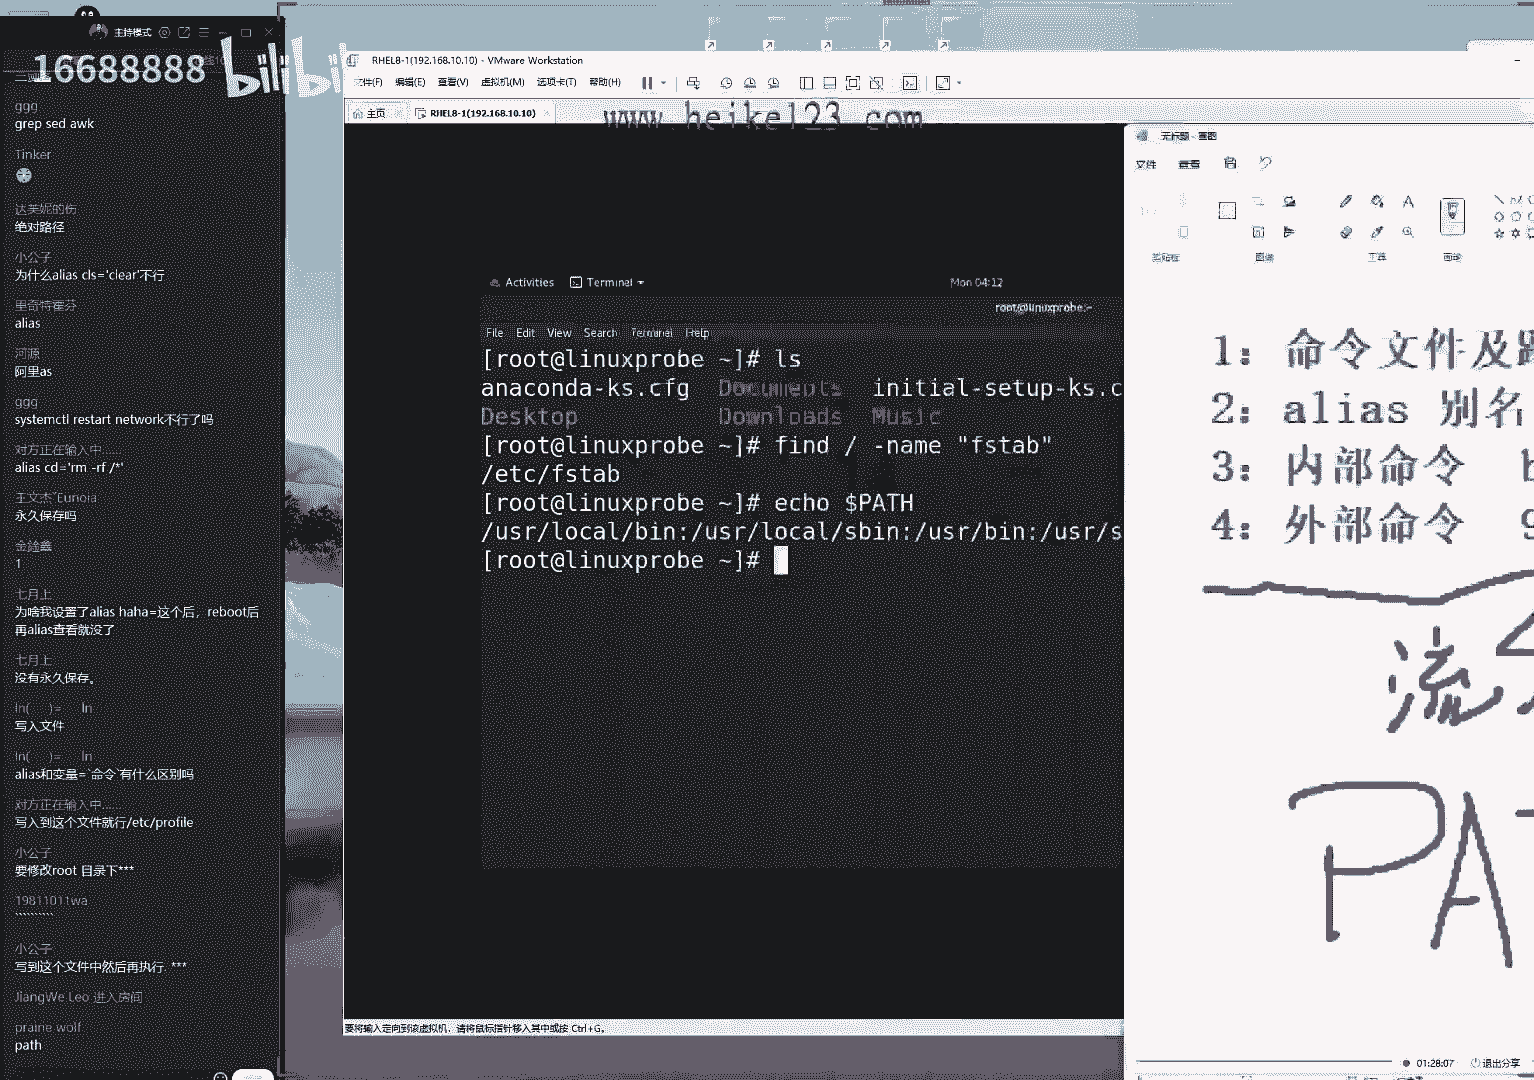 主持模式
16688888
bilibili
ggg
grep sed awk
Tinker
达芙妮的伤
绝对路径
小公子
为什么alias cls='clear'不行
里奇特霍芬
alias
河源
阿里as
ggg
systemctl restart network不行了吗
对方正在输入中...
alias cd='rm -rf /*'
王文杰~Eunoia
永久保存吗
1
七月上
为啥我设置了alias haha=这个后，reboot后
再alias查看就没了
七月上
没有永久保存。
ln( )= ln
写入文件
ln( )= ln
alias和变量=`命令`有什么区别吗
对方正在输入中......
写入到这个文件就行/etc/profile
小公子
要修改root 目录下***
19811011wa
``````````
小公子
写到这个文件中然后再执行. ***
JiangWe Leo 进入房间
praine wolf
path
RHEL8-1(192.168.10.10) - VMware Workstation
文件(F) 编辑(E) 查看(V) 虚拟机(M) 选项卡(T) 帮助(H)
主页 RHEL8-1(192.168.10.10)
Activities Terminal Mon 04:12
root@linuxprobe:~
File Edit View Search Terminal Help
[root@linuxprobe ~]# ls
anaconda-ks.cfg Documents initial-setup-ks.c
Desktop Downloads Music
[root@linuxprobe ~]# find / -name "fstab"
/etc/fstab
[root@linuxprobe ~]# echo $PATH
/usr/local/bin:/usr/local/sbin:/usr/bin:/usr/s
[root@linuxprobe ~]#
要将输入定向到该虚拟机，请将鼠标指针移入其中或按 Ctrl+G。
无标题 - 画图
文件 查看
剪贴板 图像 工具 画笔
1: 命令文件及路
2: alias 别名
3: 内部命令 b
4: 外部命令
流
PAT
01:28:07 退出分享